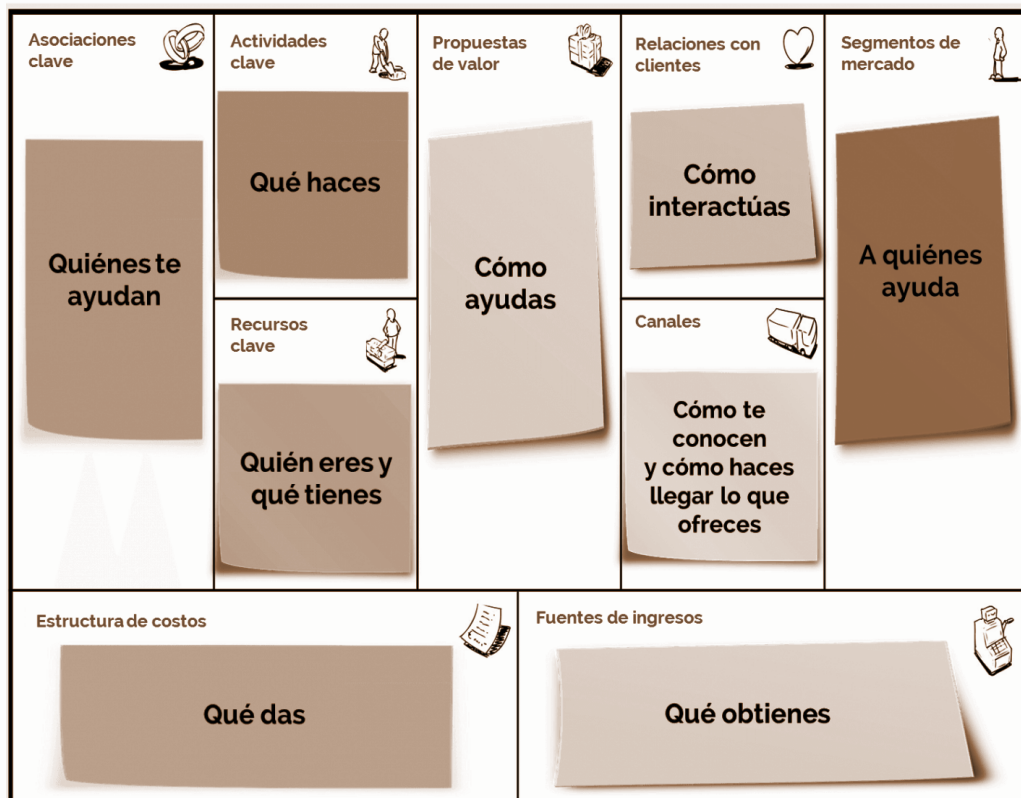 Asociaciones
clave
Quiénes te
ayudan
Actividades
clave
Qué haces
Recursos
clave
Quién eres y
qué tienes
Propuestas
de valor
Cómo
ayudas
Relaciones con
clientes
Cómo
interactúas
Canales
Cómo te
conocen
y cómo haces
llegar lo que
ofreces
Segmentos de
mercado
A quiénes
ayuda
Estructura de costos
Qué das
Fuentes de ingresos
Qué obtienes